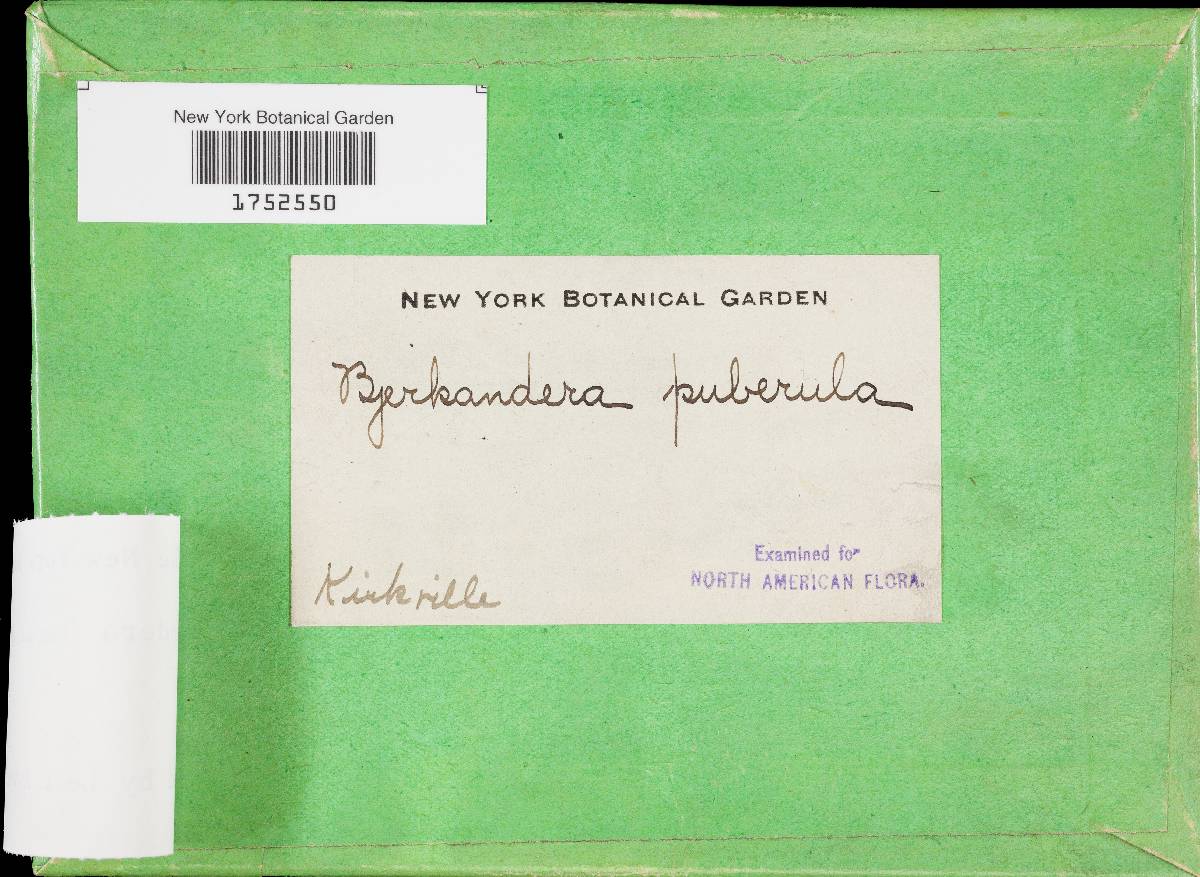 New York Botanical Garden
1752550
NEW YORK BOTANICAL GARDEN
Bjerkandera puberula
Examined for
NORTH AMERICAN FLORA.
Kirkville